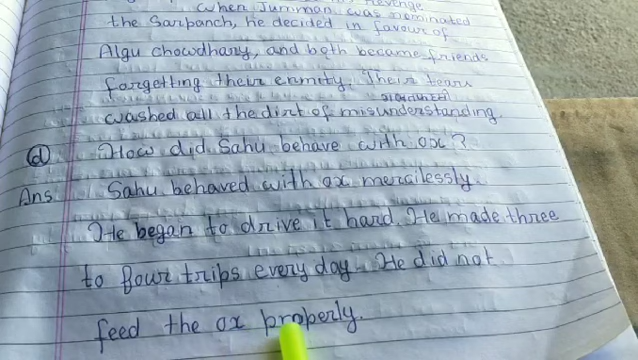 Revenge
When Jumman was nominated
the Sarpanch, he decided in favour of
Algu chowdhary, and both became friends
forgetting their enmity. Their tears
washed all the dirt of misunderstanding.
(d) How did Sahu behave with ox?
Ans Sahu behaved with ox mercilessly.
He began to drive it hard. He made three
to four trips every day. He did not
feed the ox properly.